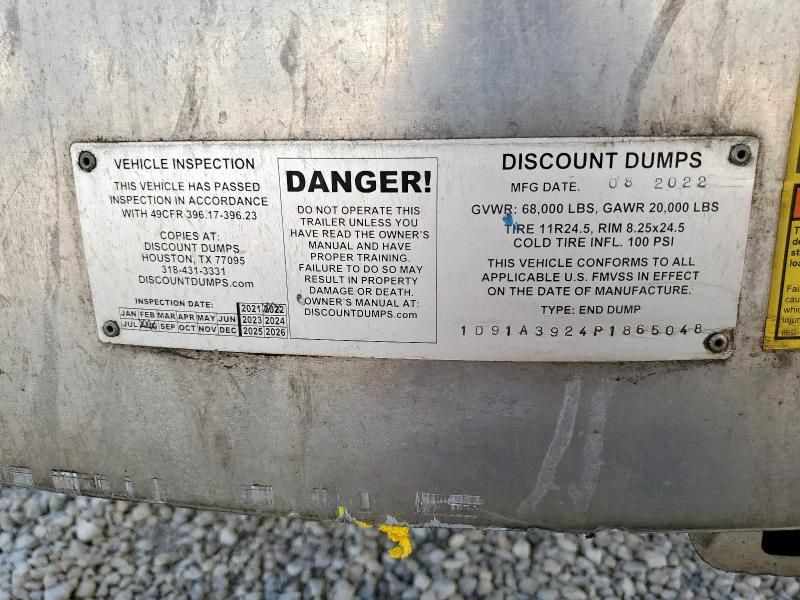 VEHICLE INSPECTION
THIS VEHICLE HAS PASSED
INSPECTION IN ACCORDANCE
WITH 49CFR 396.17-396.23
COPIES AT:
DISCOUNT DUMPS
HOUSTON, TX 77095
318-431-3331
DISCOUNTDUMPS.com
INSPECTION DATE:
JAN FEB MAR APR MAY JUN 2021 2022
2023 2024
JUL AUG SEP OCT NOV DEC 2025 2026
DANGER!
DO NOT OPERATE THIS
TRAILER UNLESS YOU
HAVE READ THE OWNER'S
MANUAL AND HAVE
PROPER TRAINING.
FAILURE TO DO SO MAY
RESULT IN PROPERTY
DAMAGE OR DEATH.
OWNER'S MANUAL AT:
DISCOUNTDUMPS.com
DISCOUNT DUMPS
MFG DATE. 08 2022
GVWR: 68,000 LBS, GAWR 20,000 LBS
TIRE 11R24.5, RIM 8.25x24.5
COLD TIRE INFL. 100 PSI
THIS VEHICLE CONFORMS TO ALL
APPLICABLE U.S. FMVSS IN EFFECT
ON THE DATE OF MANUFACTURE.
TYPE: END DUMP
1D91A3924P1865048